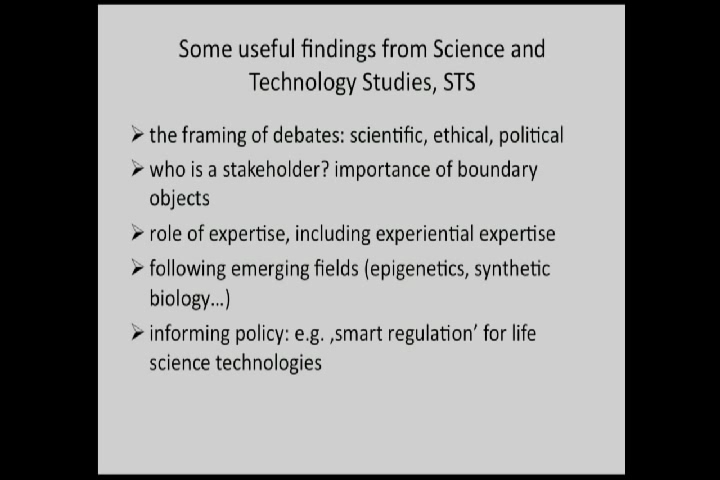 Some useful findings from Science and
Technology Studies, STS
➢ the framing of debates: scientific, ethical, political
➢ who is a stakeholder? importance of boundary
objects
➢ role of expertise, including experiential expertise
➢ following emerging fields (epigenetics, synthetic
biology...)
➢ informing policy: e.g. ‚smart regulation’ for life
science technologies